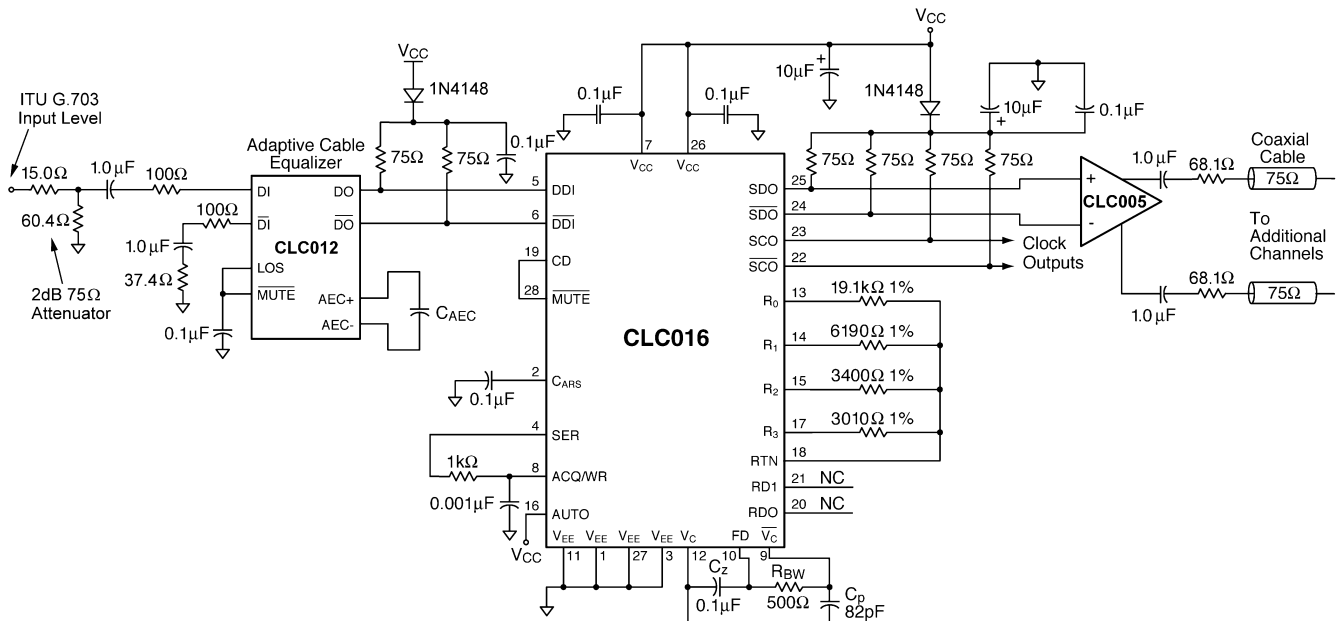 VCC
VCC
10µF
+
1N4148
10µF
+
0.1µF
1N4148
0.1µF
0.1µF
0.1µF
ITU G.703
Input Level
15.0Ω
1.0µF
100Ω
60.4Ω
2dB 75Ω
Attenuator
100Ω
1.0µF
37.4Ω
0.1µF
Adaptive Cable
Equalizer
DI
DI
CLC012
LOS
MUTE
DO
DO
AEC+
AEC-
CAEC
75Ω
75Ω
7
26
VCC
VCC
5
DDI
6
DDI
19
CD
28
MUTE
CLC016
2
CARS
0.1µF
4
SER
1kΩ
8
ACQ/WR
0.001µF
16
AUTO
VCC
VEE
VEE
VEE
VEE
VC
FD
VC
11
1
27
3
12
10
9
CZ
0.1µF
RBW
500Ω
Cp
82pF
75Ω
75Ω
75Ω
75Ω
SDO
25
SDO
24
SCO
23
SCO
22
Clock
Outputs
R0
13
19.1kΩ 1%
R1
14
6190Ω 1%
R2
15
3400Ω 1%
R3
17
3010Ω 1%
RTN
18
RD1
21
NC
RDO
20
NC
+
CLC005
-
1.0µF
68.1Ω
Coaxial
Cable
75Ω
To
Additional
Channels
1.0µF
68.1Ω
75Ω